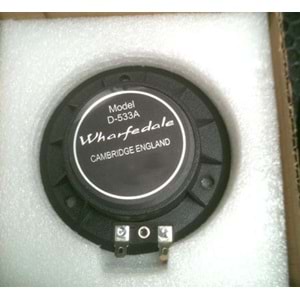 Model
D-533A
Wharfedale
CAMBRIDGE ENGLAND